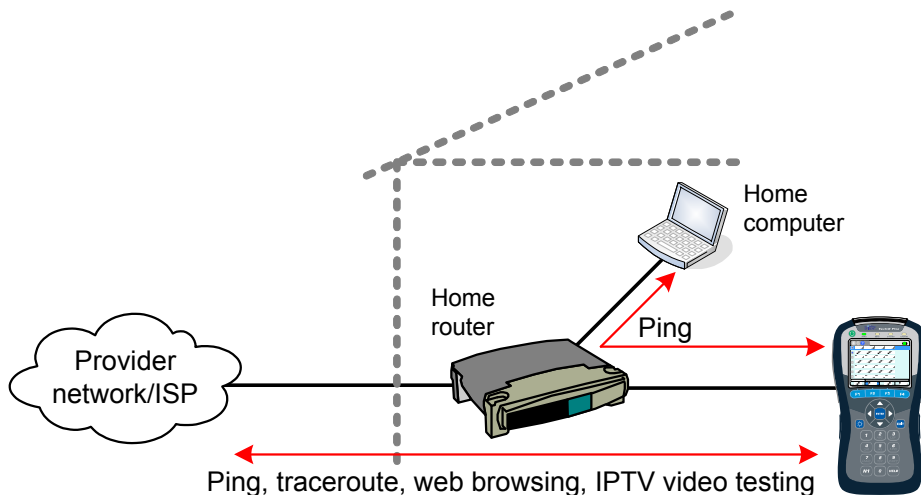 Home
computer
Home
router
Ping
Provider
network/ISP
Ping, traceroute, web browsing, IPTV video testing